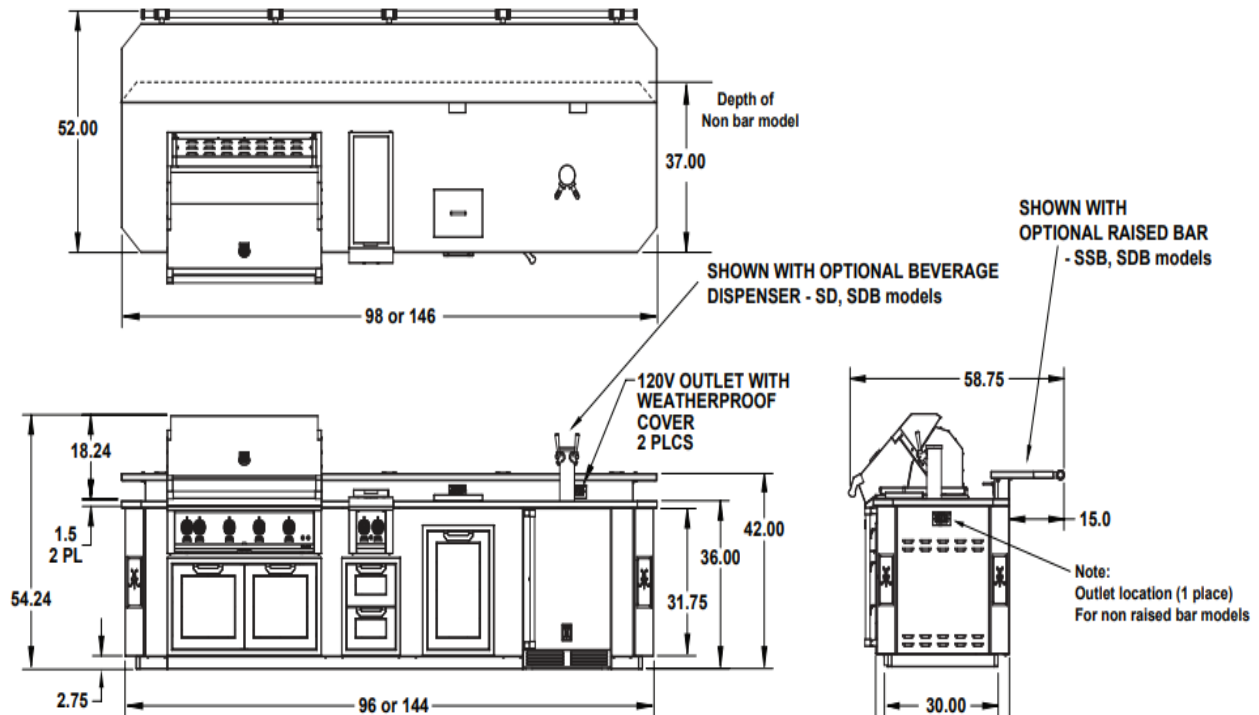 52.00
Depth of
Non bar model
37.00
98 or 146
SHOWN WITH
OPTIONAL RAISED BAR
- SSB, SDB models
SHOWN WITH OPTIONAL BEVERAGE
DISPENSER - SD, SDB models
120V OUTLET WITH
WEATHERPROOF
COVER
2 PLCS
58.75
18.24
1.5
2 PL
54.24
2.75
42.00
36.00
31.75
96 or 144
15.0
Note:
Outlet location (1 place)
For non raised bar models
30.00